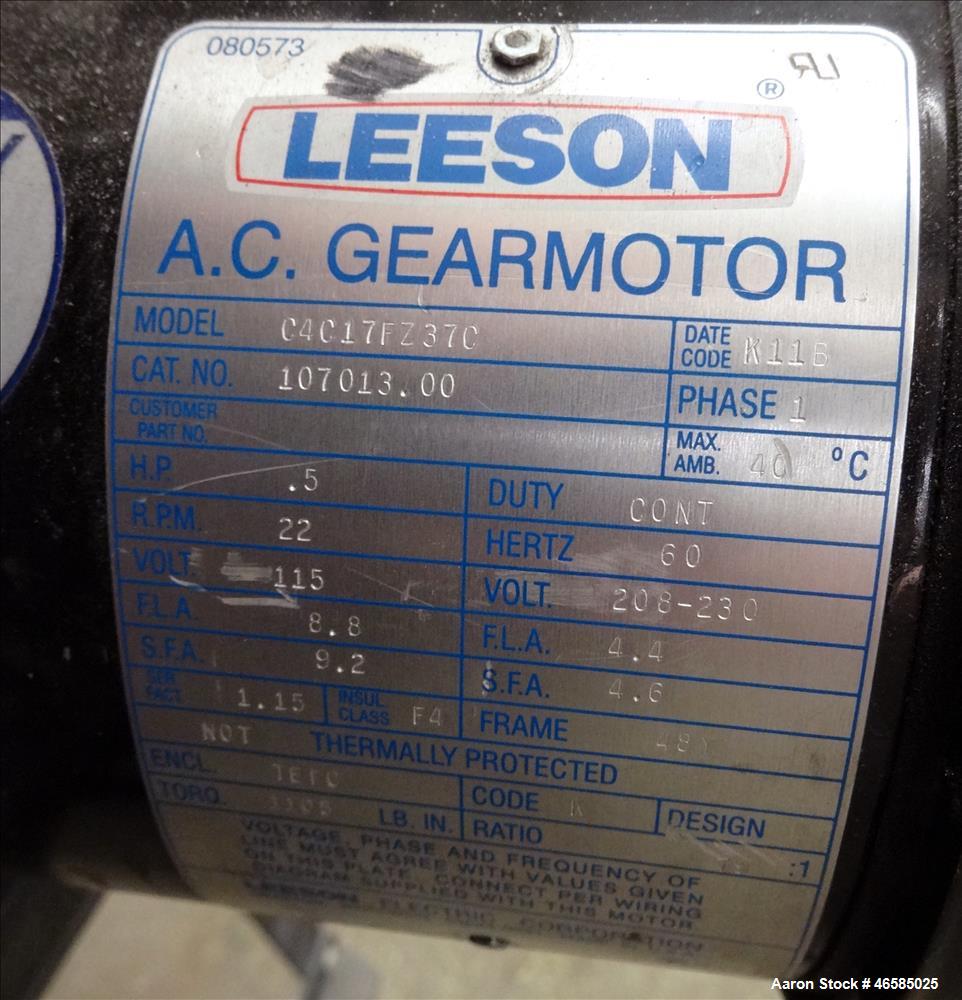 080573
LEESON ®
A.C. GEARMOTOR
MODEL C4C17FZ37C
DATE CODE K11B
CAT. NO. 107013.00
PHASE 1
CUSTOMER PART NO.
MAX. AMB. 40 °C
H.P. .5
DUTY CONT
R.P.M. 22
HERTZ 60
VOLT 115
VOLT. 208-230
F.L.A. 8.8
F.L.A. 4.4
S.F.A. 9.2
S.F.A. 4.6
SER FACT. 1.15
INSUL CLASS F4
FRAME
NOT THERMALLY PROTECTED
ENCL. TEFC
CODE K
DESIGN
TORQ. 1105 LB. IN.
RATIO :1
VOLTAGE, PHASE AND FREQUENCY OF
LINE MUST AGREE WITH VALUES GIVEN
ON THIS PLATE. CONNECT PER WIRING
DIAGRAM SUPPLIED WITH THIS MOTOR
LEESON ELECTRIC CORPORATION
Aaron Stock # 46585025